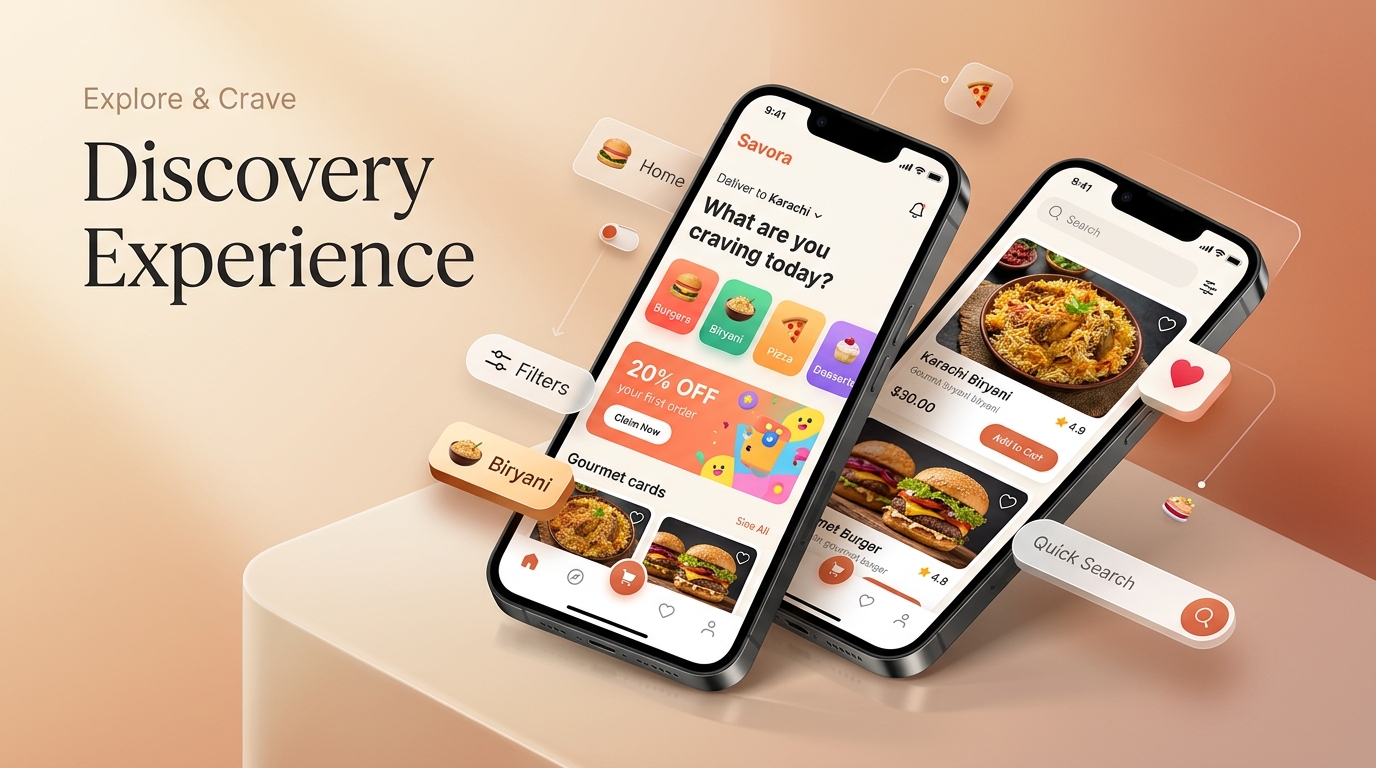 Explore & Crave
Discovery
Experience
Home
Filters
Biryani
9:41
Savora
Deliver to Karachi
What are you
craving today?
Burgers
Biryani
Pizza
Desserts
20% OFF
your first order
Claim Now
Gourmet cards
See All
Search
Karachi Biryani
$30.00
4.9
Add to Cart
met Burger
4.8
Quick Search